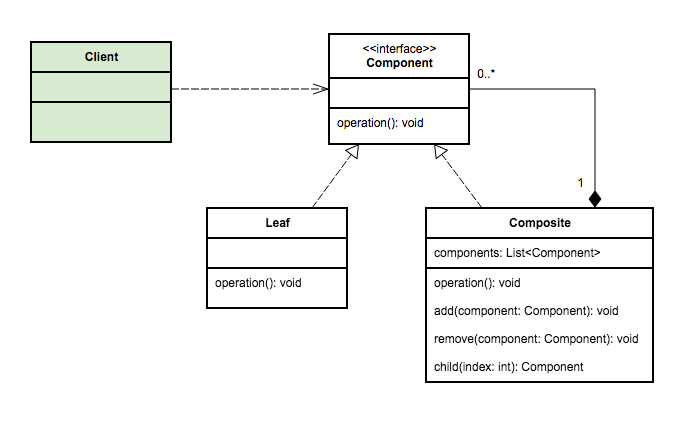 Client
<<interface>>
Component
operation(): void
0..*
1
Leaf
operation(): void
Composite
components: List<Component>
operation(): void
add(component: Component): void
remove(component: Component): void
child(index: int): Component